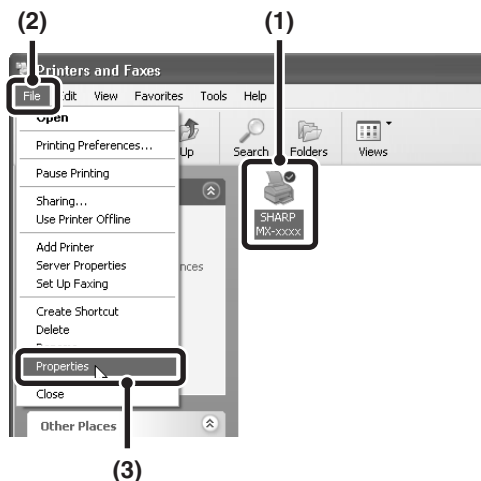 (2)
(1)
Printers and Faxes
File Edit View Favorites Tools Help
Up Search Folders Views
Open
Printing Preferences...
Pause Printing
Sharing...
Use Printer Offline
Add Printer
Server Properties
Set Up Faxing
Create Shortcut
Delete
Properties
Close
SHARP
MX-xxxx
nces
Other Places
(3)